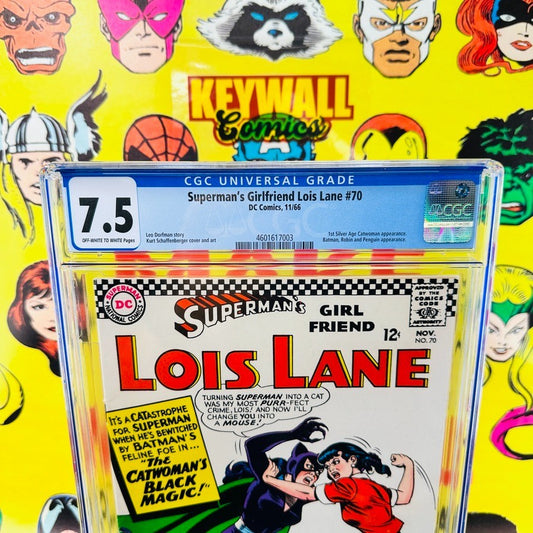 KEYWALL
Comics
CGC UNIVERSAL GRADE
7.5
OFF-WHITE TO WHITE Pages
Superman's Girlfriend Lois Lane #70
DC Comics, 11/66
Leo Dorfman story
Kurt Schaffenberger cover and art
4601617003
1st Silver Age Catwoman appearance.
Batman, Robin and Penguin appearance.
CGC
SUPERMAN
DC
NATIONAL COMICS
SUPERMAN'S
GIRL
FRIEND
12¢
APPROVED
BY THE
COMICS
CODE
AUTHORITY
NOV.
NO. 70
LOIS LANE
IT'S A CATASTROPHE
FOR SUPERMAN
WHEN HE'S BEWITCHED
BY BATMAN'S
FELINE FOE IN...
"THE
CATWOMAN'S
BLACK
MAGIC!"
TURNING SUPERMAN INTO A CAT
WAS MY MOST PURR-FECT
CRIME, LOIS! AND NOW I'LL
CHANGE YOU INTO
A MOUSE!